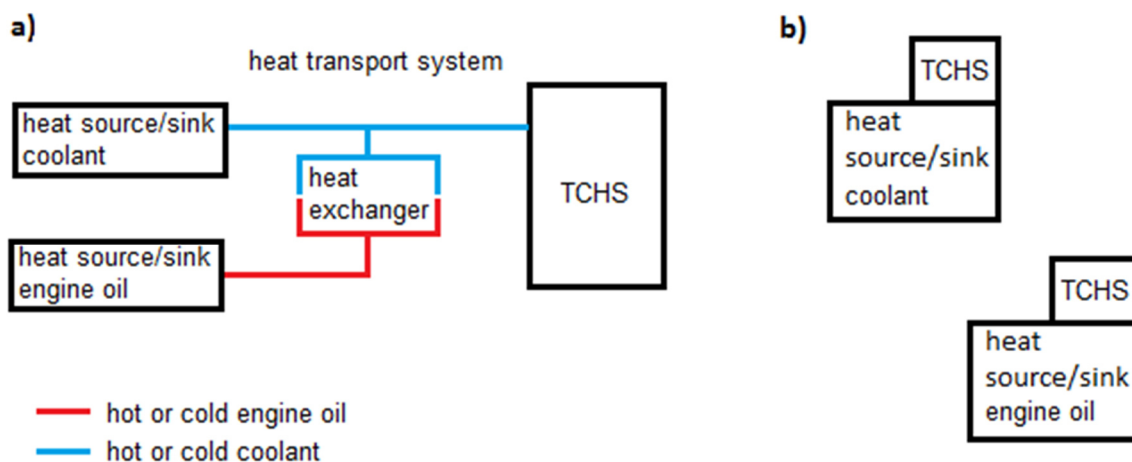 a)
heat transport system
heat source/sink
coolant
heat
exchanger
TCHS
heat source/sink
engine oil
hot or cold engine oil
hot or cold coolant
b)
TCHS
heat
source/sink
coolant
TCHS
heat
source/sink
engine oil